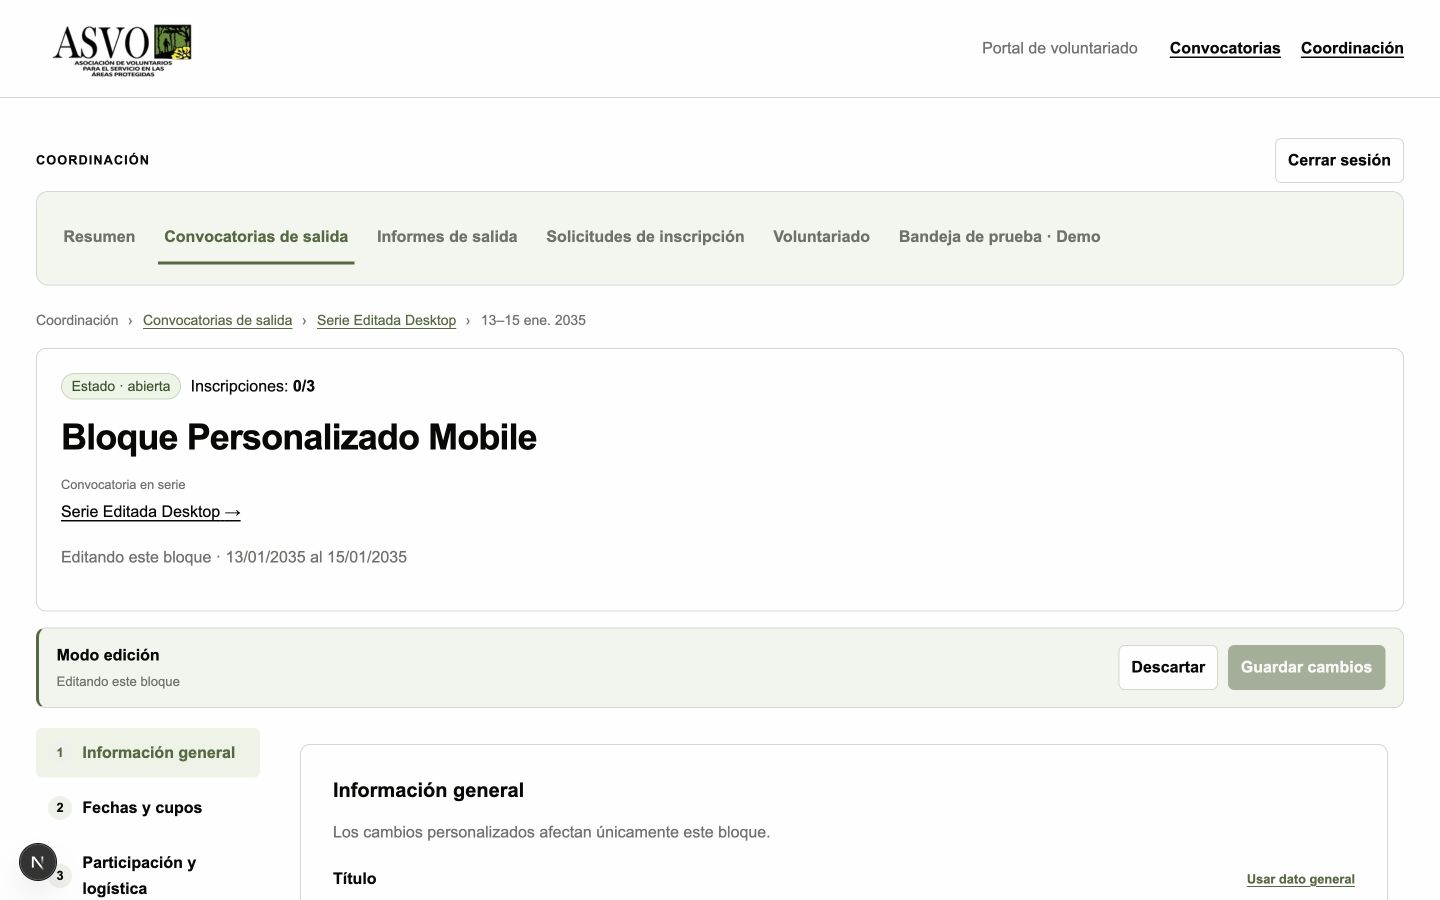 ASVO
ASOCIACIÓN DE VOLUNTARIOS
PARA EL SERVICIO EN LAS
ÁREAS PROTEGIDAS
Portal de voluntariado
Convocatorias
Coordinación
COORDINACIÓN
Cerrar sesión
Resumen
Convocatorias de salida
Informes de salida
Solicitudes de inscripción
Voluntariado
Bandeja de prueba · Demo
Coordinación › Convocatorias de salida › Serie Editada Desktop › 13–15 ene. 2035
Estado · abierta
Inscripciones: 0/3
Bloque Personalizado Mobile
Convocatoria en serie
Serie Editada Desktop →
Editando este bloque · 13/01/2035 al 15/01/2035
Modo edición
Editando este bloque
Descartar
Guardar cambios
1 Información general
2 Fechas y cupos
3 Participación y
logística
N
Información general
Los cambios personalizados afectan únicamente este bloque.
Título
Usar dato general